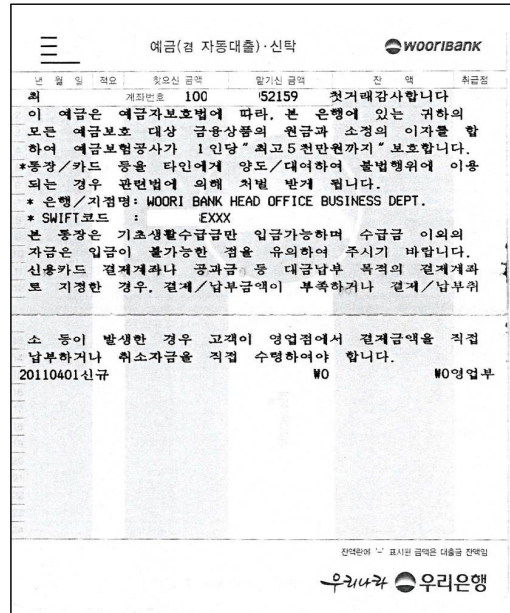 예금(겸 자동대출)·신탁 WOORIBANK
년 월 일 적요 찾으신 금액 맡기신 금액 잔 액 취급점
최 계좌번호 100 52159 첫거래감사합니다
이 예금은 예금자보호법에 따라, 본 은행에 있는 귀하의
모든 예금보호 대상 금융상품의 원금과 소정의 이자를 합
하여 예금보험공사가 1인당"최고5천만원까지"보호합니다.
*통장/카드 등을 타인에게 양도/대여하여 불법행위에 이용
되는 경우 관련법에 의해 처벌 받게 됩니다.
* 은행/지점명: WOORI BANK HEAD OFFICE BUSINESS DEPT.
* SWIFT코드 : EXXX
본 통장은 기초생활수급금만 입금가능하며 수급금 이외의
자금은 입금이 불가능한 점을 유의하여 주시기 바랍니다.
신용카드 결제계좌나 공과금 등 대금납부 목적의 결제계좌
로 지정한 경우, 결제/납부금액이 부족하거나 결제/납부취
소 등이 발생한 경우 고객이 영업점에서 결제금액을 직접
납부하거나 취소자금을 직접 수령하여야 합니다.
20110401신규 ₩0 ₩0영업부
잔액란에 '-' 표시된 금액은 대출금 잔액임
우리나라 우리은행